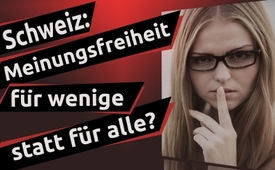 Schweiz:
Meinungsfreiheit
für wenige
statt für alle?